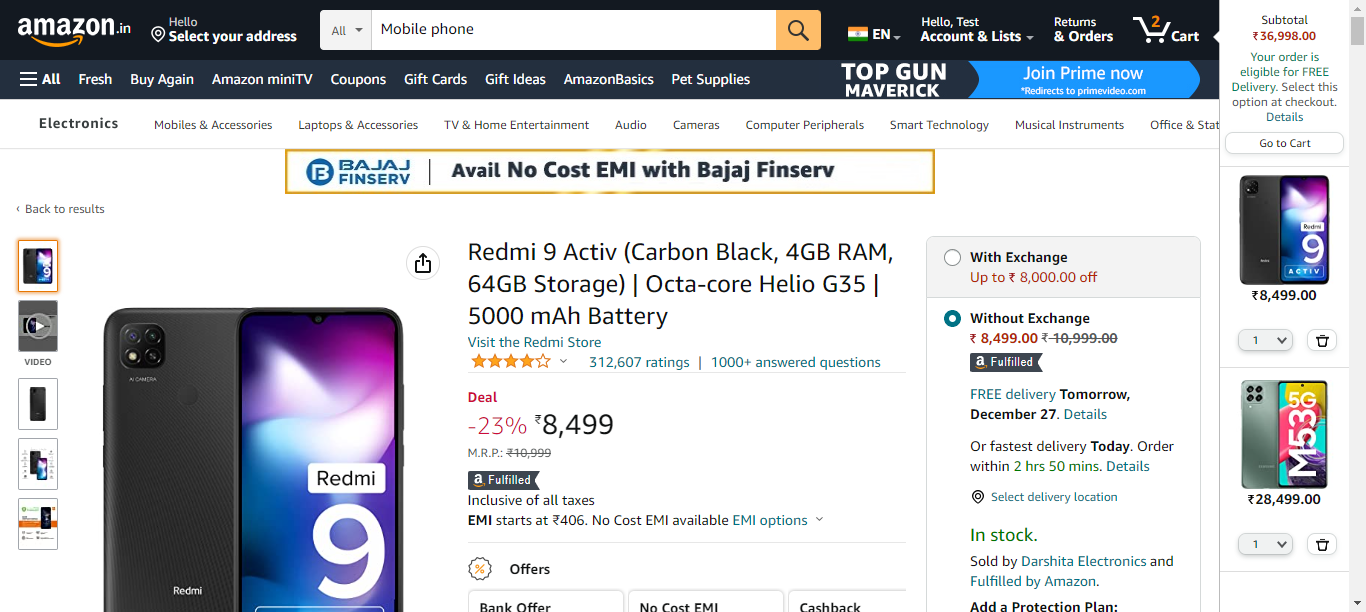 amazon.in
Hello
Select your address
All
Mobile phone
EN
Hello, Test
Account & Lists
Returns
& Orders
2
Cart
All
Fresh
Buy Again
Amazon miniTV
Coupons
Gift Cards
Gift Ideas
AmazonBasics
Pet Supplies
TOP GUN
MAVERICK
Join Prime now
*Redirects to primevideo.com
Electronics
Mobiles & Accessories
Laptops & Accessories
TV & Home Entertainment
Audio
Cameras
Computer Peripherals
Smart Technology
Musical Instruments
Office & Stat
BAJAJ
FINSERV
Avail No Cost EMI with Bajaj Finserv
‹ Back to results
VIDEO
AI CAMERA
Redmi
Redmi
9
Redmi 9 Activ (Carbon Black, 4GB RAM,
64GB Storage) | Octa-core Helio G35 |
5000 mAh Battery
Visit the Redmi Store
312,607 ratings | 1000+ answered questions
Deal
-23% ₹8,499
M.R.P.: ₹10,999
a Fulfilled
Inclusive of all taxes
EMI starts at ₹406. No Cost EMI available EMI options
Offers
Bank Offer
No Cost EMI
Cashback
With Exchange
Up to ₹ 8,000.00 off
Without Exchange
₹ 8,499.00 ₹ 10,999.00
a Fulfilled
FREE delivery Tomorrow,
December 27. Details
Or fastest delivery Today. Order
within 2 hrs 50 mins. Details
Select delivery location
In stock.
Sold by Darshita Electronics and
Fulfilled by Amazon.
Add a Protection Plan:
Subtotal
₹36,998.00
Your order is
eligible for FREE
Delivery. Select this
option at checkout.
Details
Go to Cart
Redmi
9
ACTIV
₹8,499.00
1
M53 5G
₹28,499.00
1